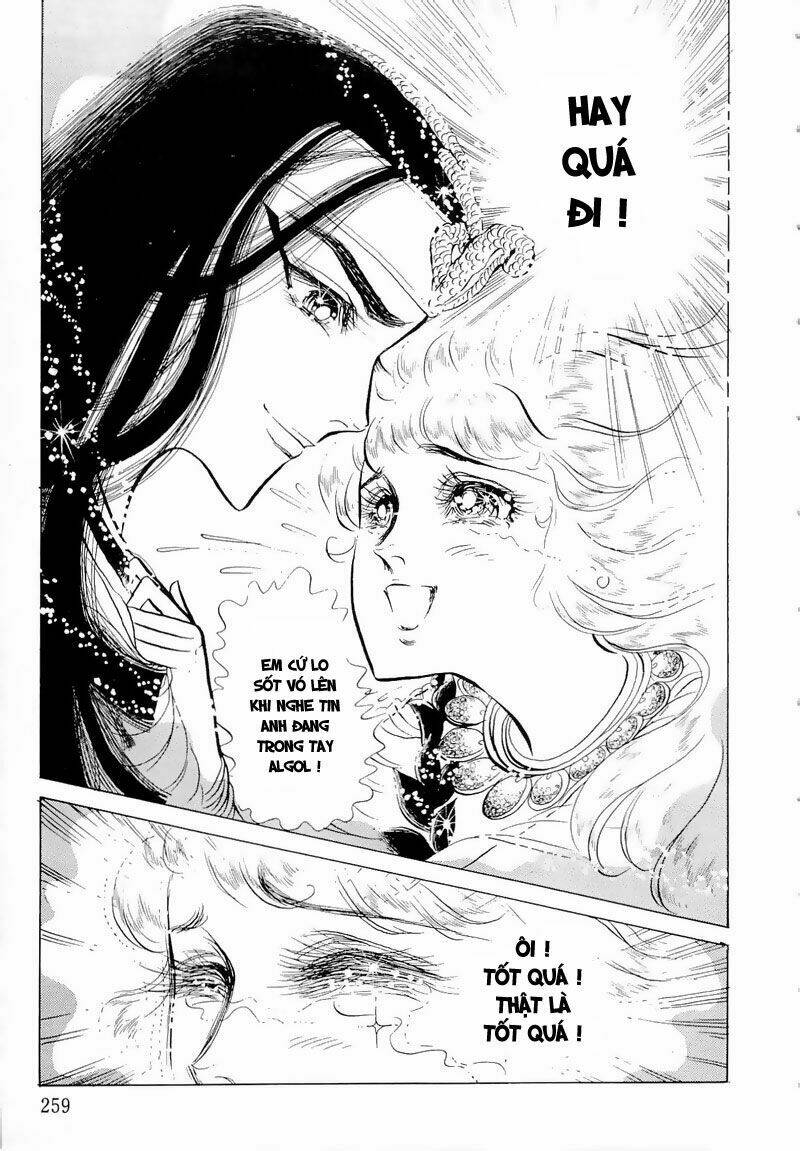 HAY
QUÁ
ĐI !
EM CỨ LO
SỐT VÓ LÊN
KHI NGHE TIN
ANH ĐANG
TRONG TAY
ALGOL !
ÔI !
TỐT QUÁ !
THẬT LÀ
TỐT QUÁ !
259